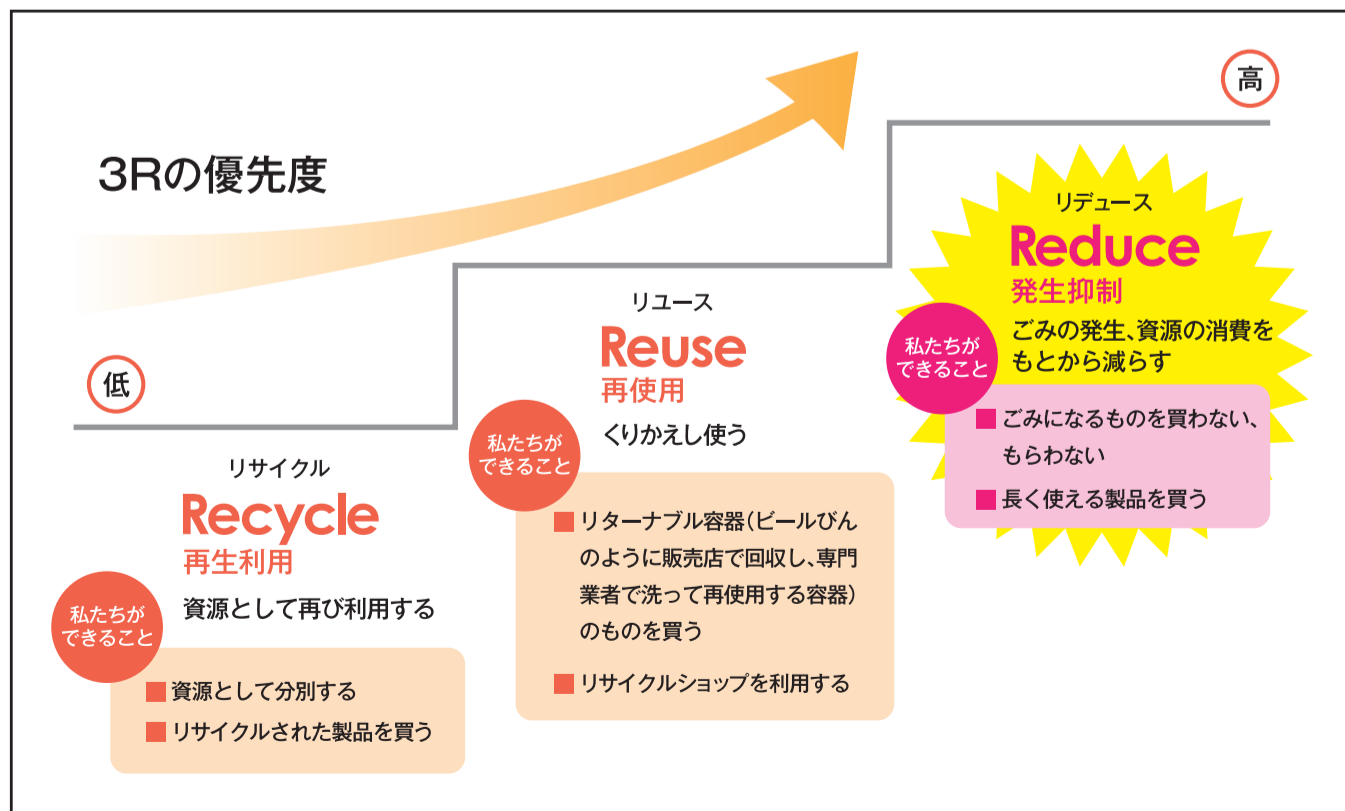 3Rの優先度
高
低
リサイクル
Recycle
再生利用
資源として再び利用する
私たちが
できること
■ 資源として分別する
■ リサイクルされた製品を買う
リユース
Reuse
再使用
くりかえし使う
私たちが
できること
■ リターナブル容器(ビールびん
のように販売店で回収し、専門
業者で洗って再使用する容器)
のものを買う
■ リサイクルショップを利用する
リデュース
Reduce
発生抑制
ごみの発生、資源の消費を
もとから減らす
私たちが
できること
■ ごみになるものを買わない、
もらわない
■ 長く使える製品を買う